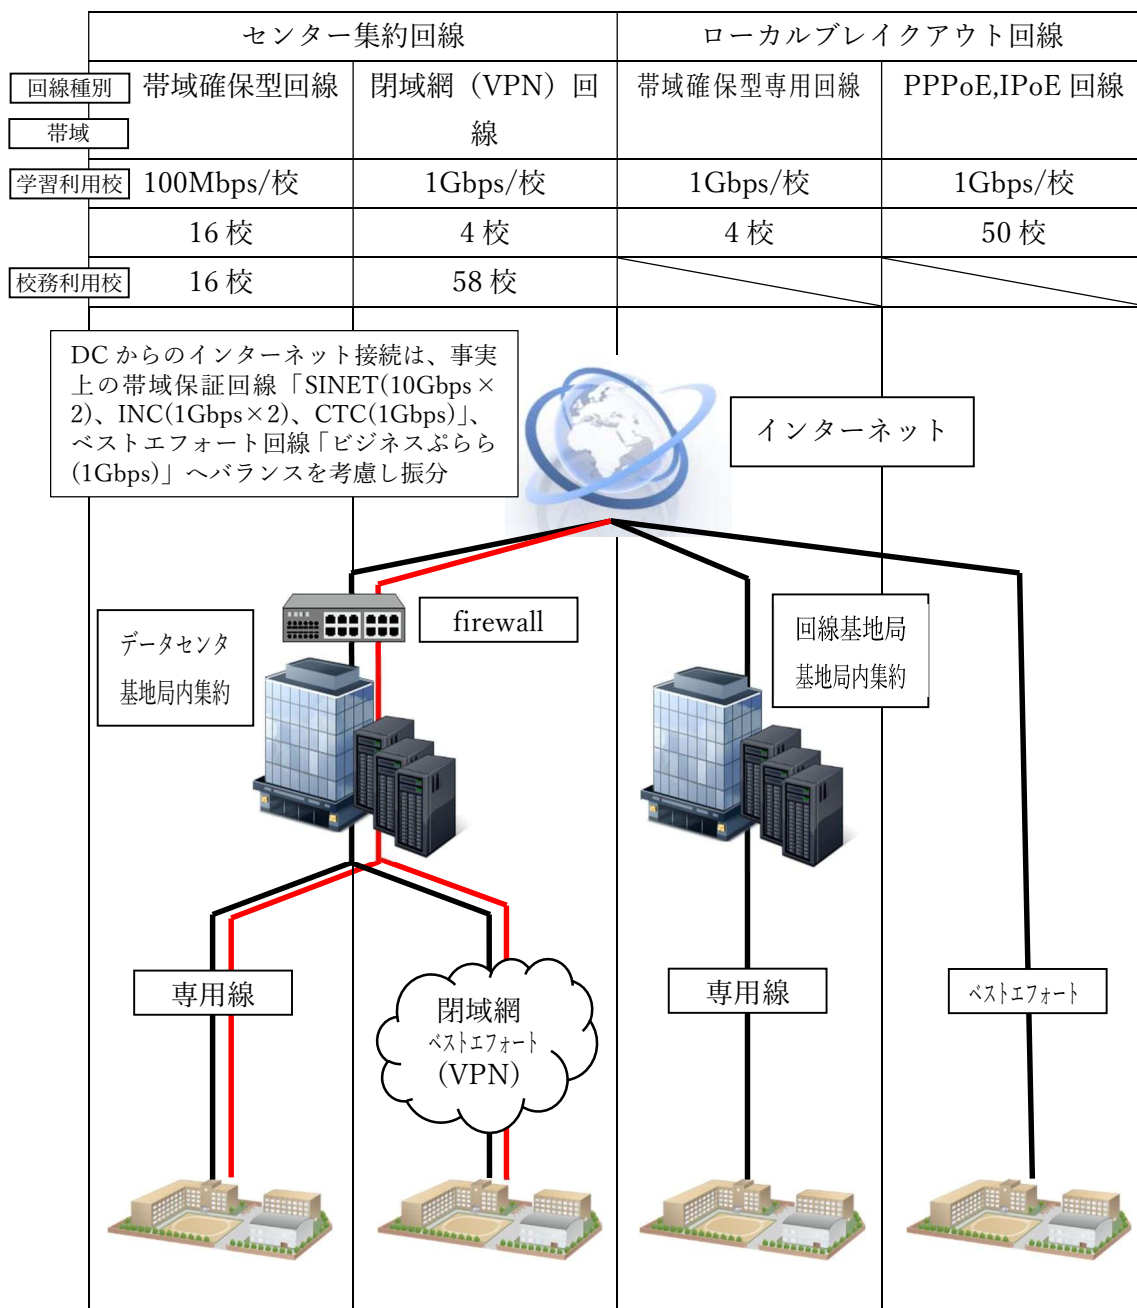 センター集約回線
ローカルブレイクアウト回線
回線種別
帯域確保型回線
閉域網（VPN）回
線
帯域確保型専用回線
PPPoE,IPoE 回線
帯域
学習利用校
100Mbps/校
1Gbps/校
1Gbps/校
1Gbps/校
16 校
4 校
4 校
50 校
校務利用校
16 校
58 校
DC からのインターネット接続は、事実
上の帯域保証回線「SINET(10Gbps×
2)、INC(1Gbps×2)、CTC(1Gbps)」、
ベストエフォート回線「ビジネスぷらら
(1Gbps)」へバランスを考慮し振分
インターネット
firewall
データセンタ
基地局内集約
回線基地局
基地局内集約
専用線
閉域網
ベストエフォート
(VPN)
専用線
ベストエフォート